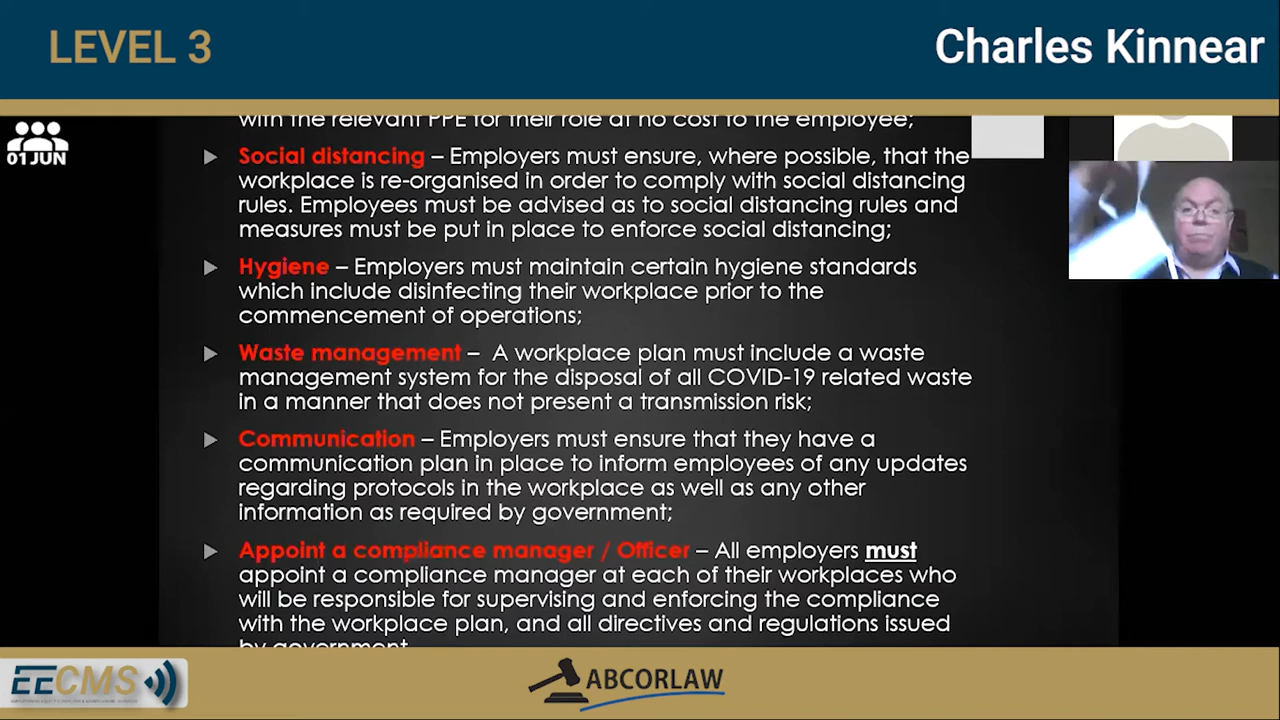 LEVEL 3
Charles Kinnear
01 JUN
with the relevant PPE for their role at no cost to the employee;
Social distancing – Employers must ensure, where possible, that the
workplace is re-organised in order to comply with social distancing
rules. Employees must be advised as to social distancing rules and
measures must be put in place to enforce social distancing;
Hygiene – Employers must maintain certain hygiene standards
which include disinfecting their workplace prior to the
commencement of operations;
Waste management – A workplace plan must include a waste
management system for the disposal of all COVID-19 related waste
in a manner that does not present a transmission risk;
Communication – Employers must ensure that they have a
communication plan in place to inform employees of any updates
regarding protocols in the workplace as well as any other
information as required by government;
Appoint a compliance manager / Officer – All employers must
appoint a compliance manager at each of their workplaces who
will be responsible for supervising and enforcing the compliance
with the workplace plan, and all directives and regulations issued
by government.
EECMS
ABCORLAW